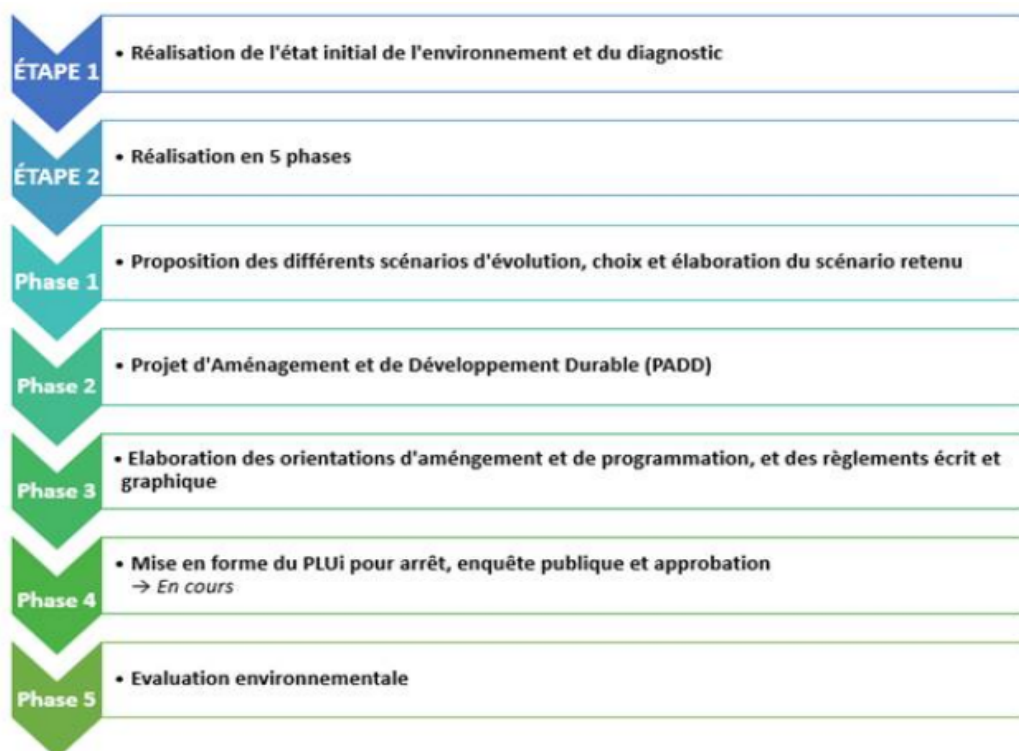 ÉTAPE 1
• Réalisation de l'état initial de l'environnement et du diagnostic
ÉTAPE 2
• Réalisation en 5 phases
Phase 1
• Proposition des différents scénarios d'évolution, choix et élaboration du scénario retenu
Phase 2
• Projet d'Aménagement et de Développement Durable (PADD)
Phase 3
• Elaboration des orientations d'améngement et de programmation, et des règlements écrit et
graphique
Phase 4
• Mise en forme du PLUi pour arrêt, enquête publique et approbation
→ En cours
Phase 5
• Evaluation environnementale